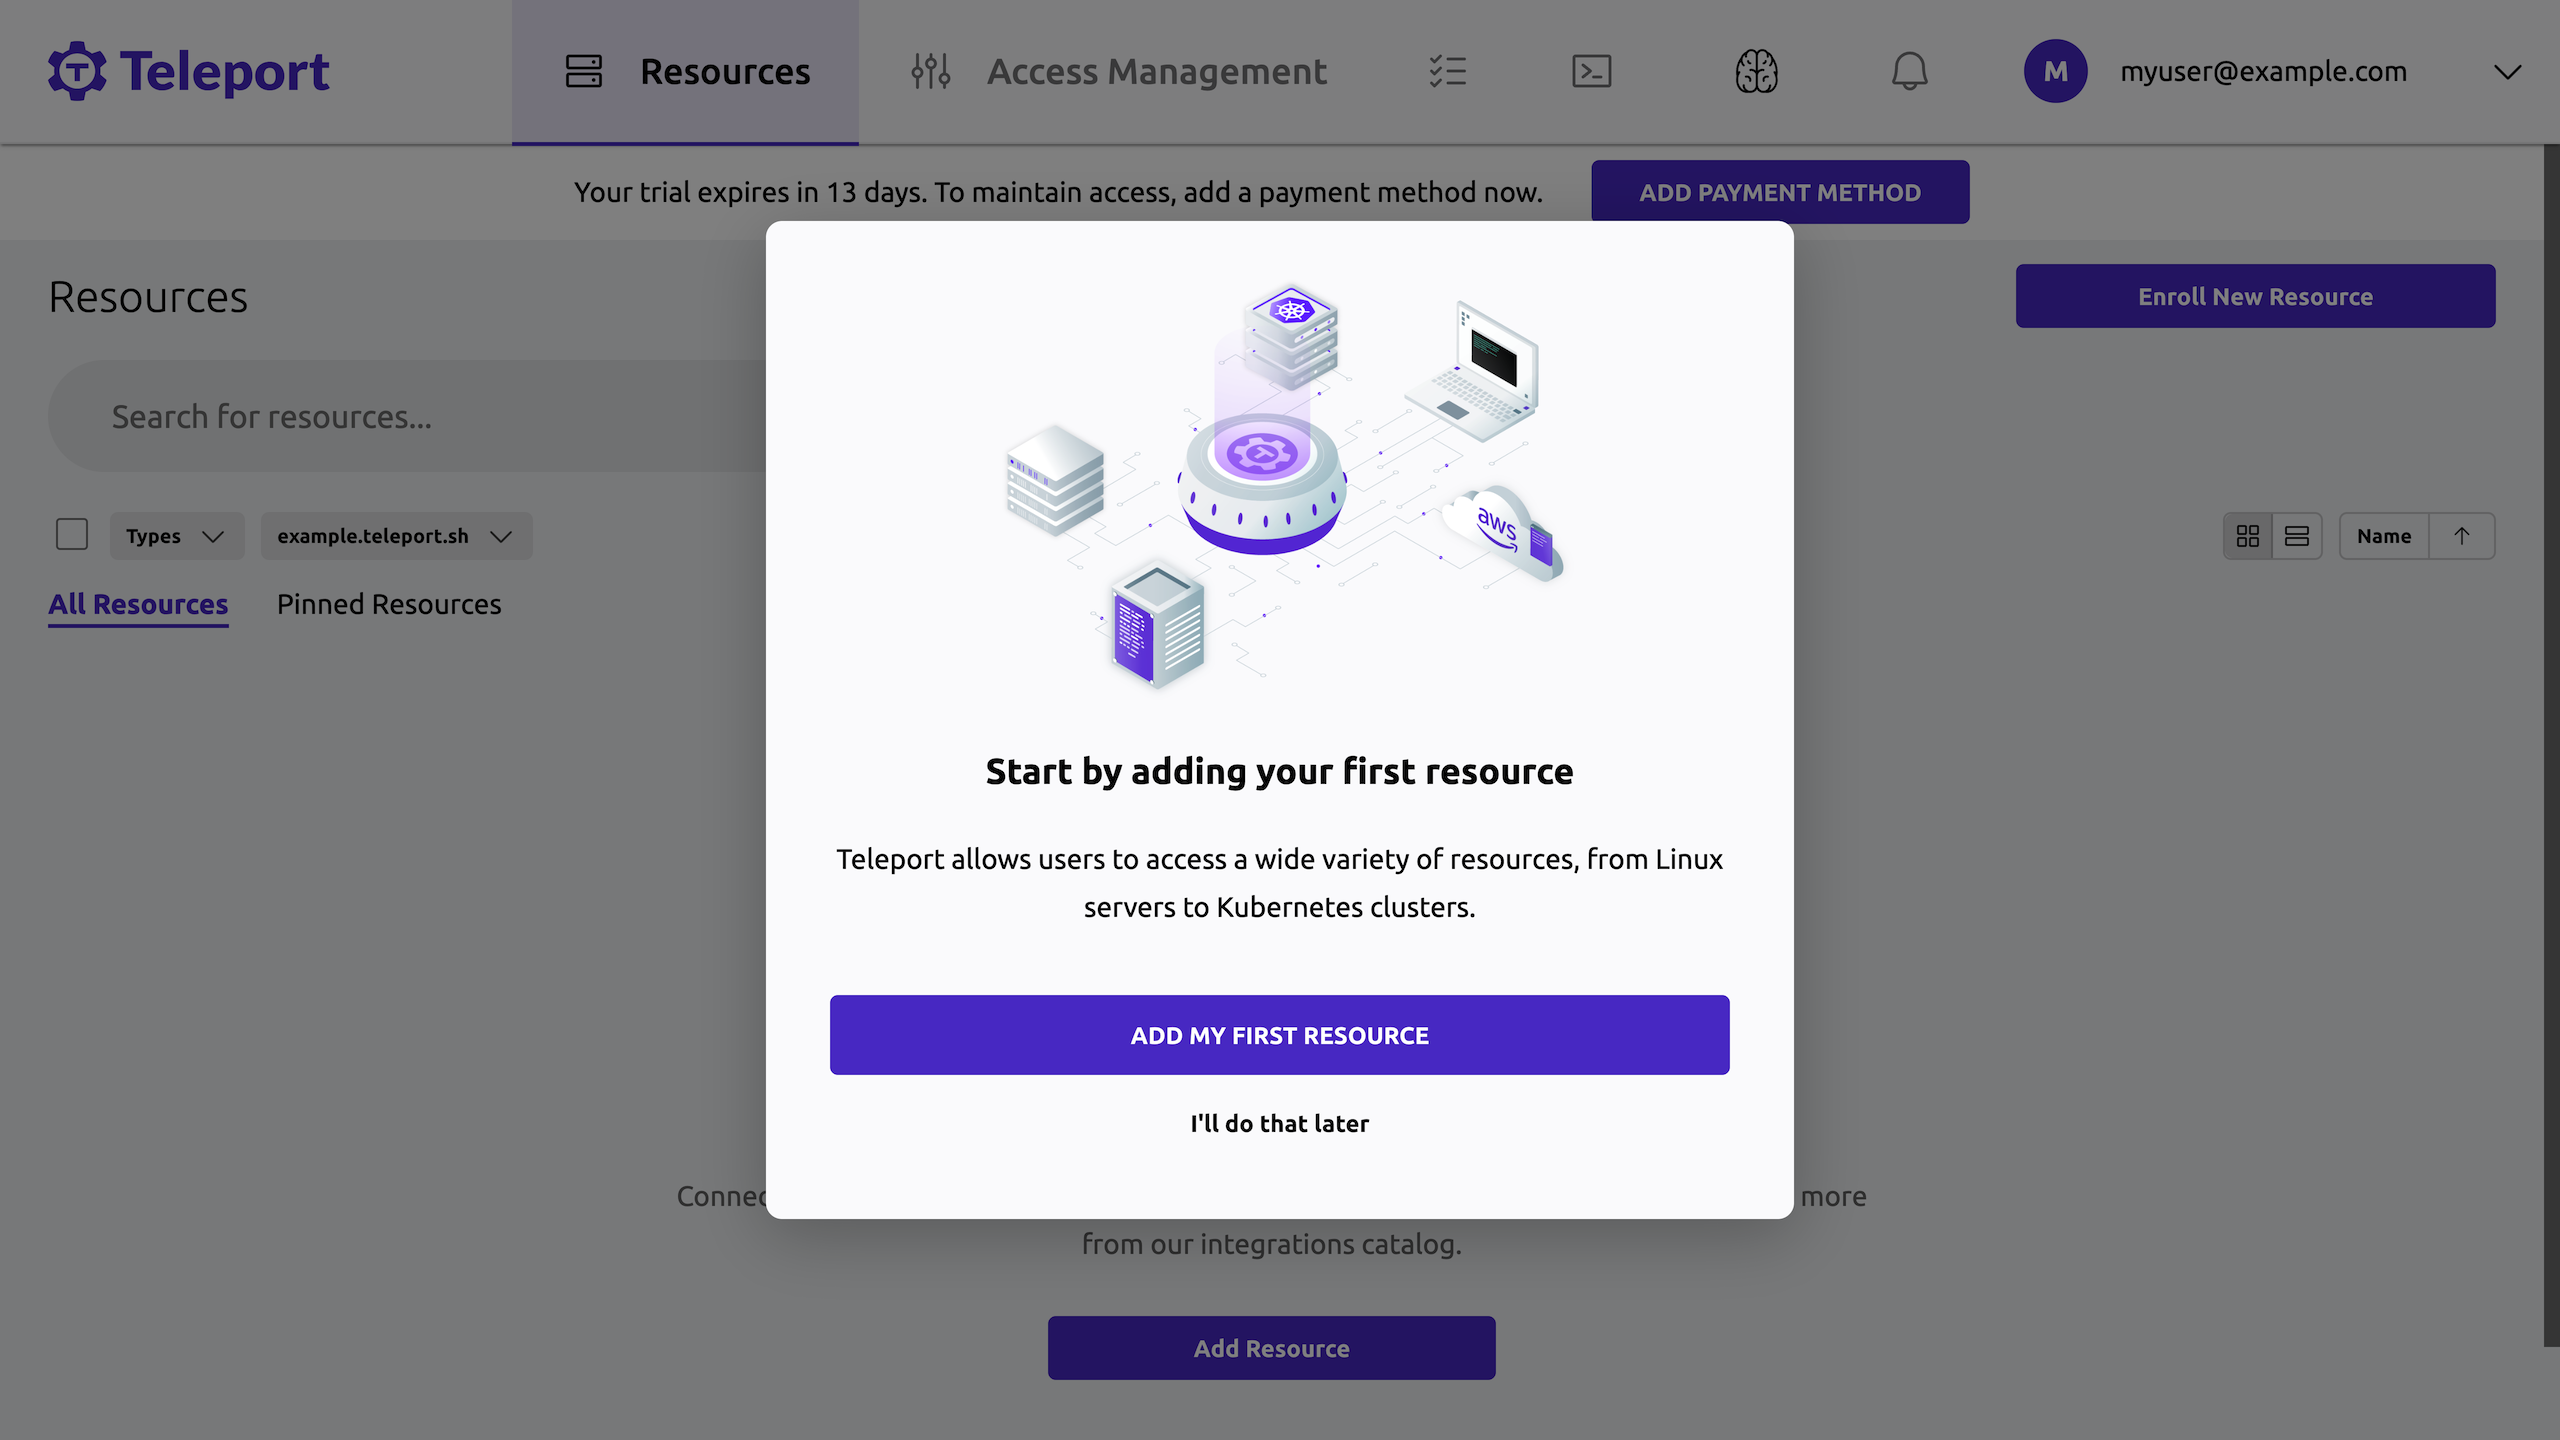 Teleport
Resources
Access Management
M
myuser@example.com
Your trial expires in 13 days. To maintain access, add a payment method now.
ADD PAYMENT METHOD
Resources
Enroll New Resource
Search for resources...
Types
example.teleport.sh
Name
All Resources
Pinned Resources
aws
Start by adding your first resource
Teleport allows users to access a wide variety of resources, from Linux
servers to Kubernetes clusters.
ADD MY FIRST RESOURCE
I'll do that later
more
from our integrations catalog.
Add Resource